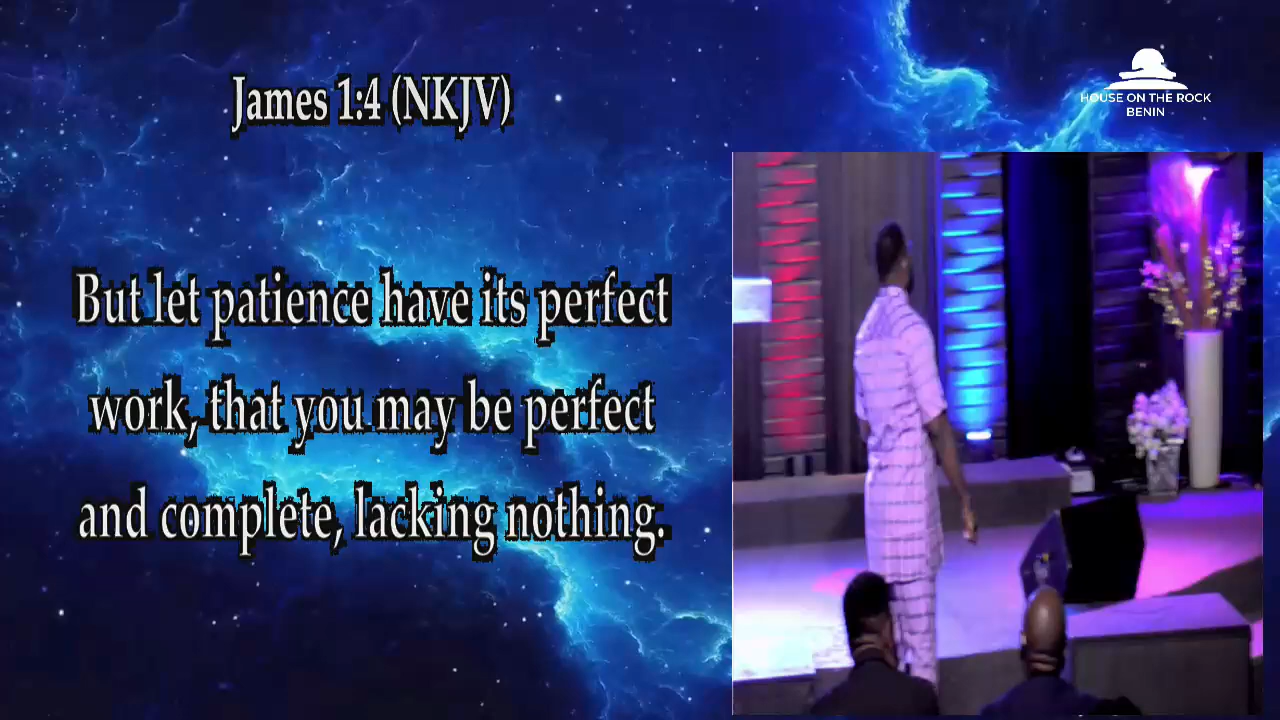 James 1:4 (NKJV)
But let patience have its perfect
work, that you may be perfect
and complete, lacking nothing.
HOUSE ON THE ROCK
BENIN